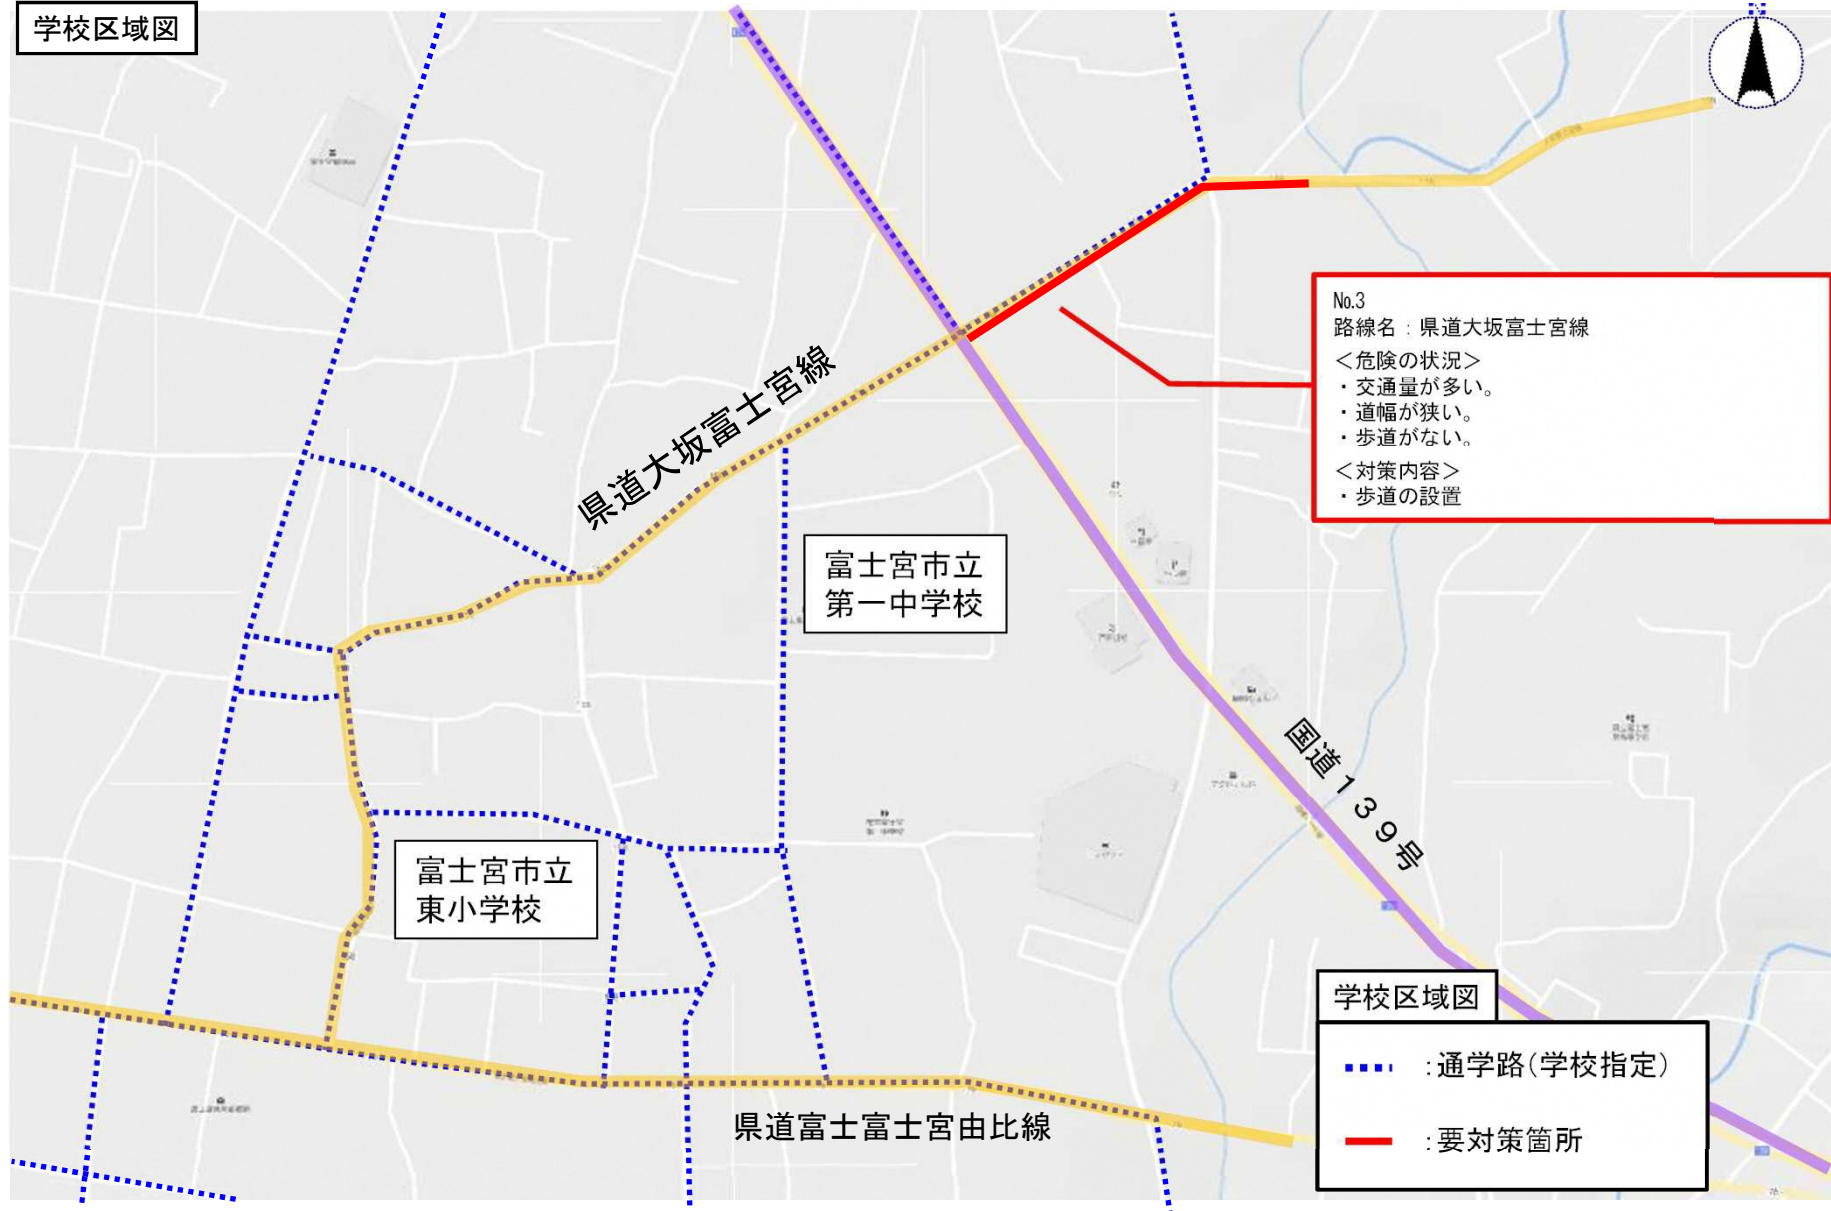 学校区域図
No.3
路線名：県道大坂富士宮線
＜危険の状況＞
・交通量が多い。
・道幅が狭い。
・歩道がない。
＜対策内容＞
・歩道の設置
県道大坂富士宮線
富士宮市立
第一中学校
国道139号
富士宮市立
東小学校
県道富士富士宮由比線
学校区域図
：通学路（学校指定）
：要対策箇所